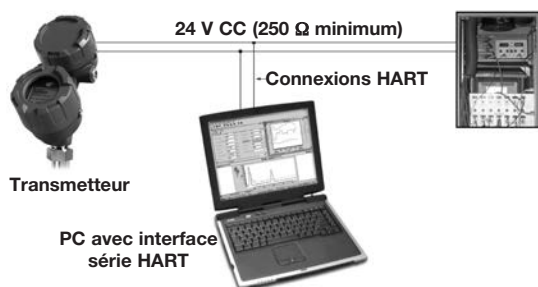 24 V CC (250 Ω minimum)
Connexions HART
Transmetteur
PC avec interface
série HART